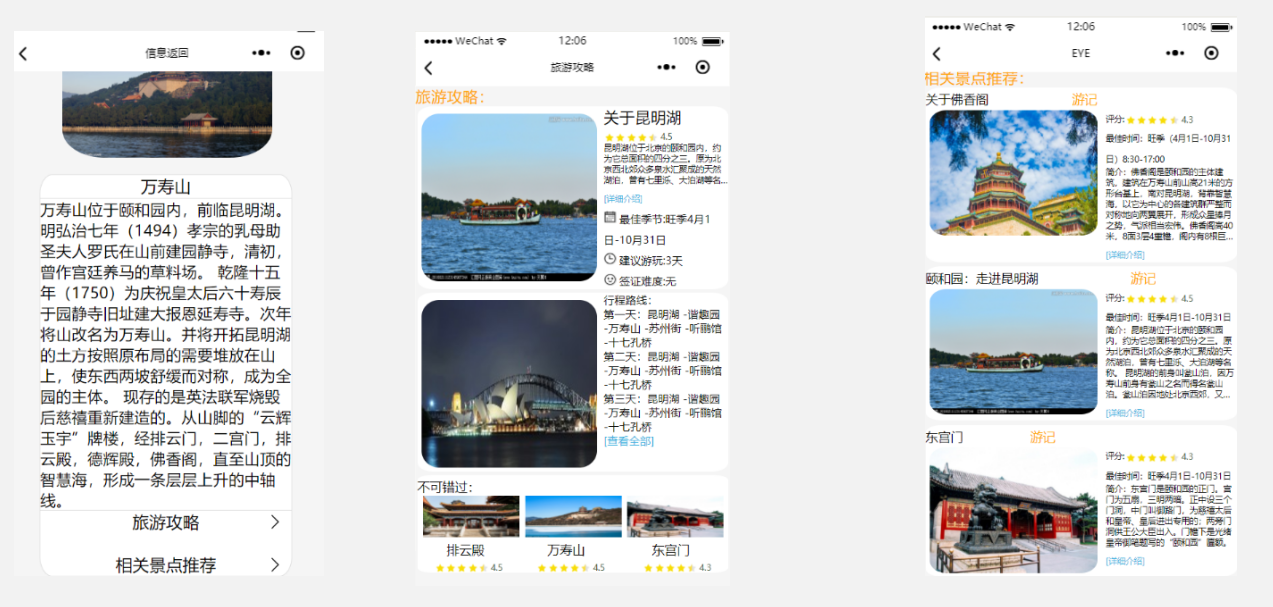 信息返回
万寿山
万寿山位于颐和园内，前临昆明湖。
明弘治七年（1494）孝宗的乳母助
圣夫人罗氏在山前建园静寺，清初，
曾作宫廷养马的草料场。 乾隆十五
年（1750）为庆祝皇太后六十寿辰
于园静寺旧址建大报恩延寿寺。次年
将山改名为万寿山。并将开拓昆明湖
的土方按照原布局的需要堆放在山
上，使东西两坡舒缓而对称，成为全
园的主体。 现存的是英法联军烧毁
后慈禧重新建造的。从山脚的“云辉
玉宇”牌楼，经排云门，二宫门，排
云殿，德辉殿，佛香阁，直至山顶的
智慧海，形成一条层层上升的中轴
线。
旅游攻略
相关景点推荐
WeChat 12:06 100%
旅游攻略
旅游攻略：
关于昆明湖
4.5
昆明湖位于北京的颐和园内，约
为它总面积的四分之三。原为北
京西北郊众多泉水汇聚成的天然
湖泊，曾有七里泺、大泊湖等名...
[详细介绍]
最佳季节:旺季4月1
日-10月31日
建议游玩:3天
签证难度:无
行程路线：
第一天：昆明湖 -谐趣园
-万寿山 -苏州街 -听鹂馆
-十七孔桥
第二天：昆明湖 -谐趣园
-万寿山 -苏州街 -听鹂馆
-十七孔桥
第三天：昆明湖 -谐趣园
-万寿山 -苏州街 -听鹂馆
-十七孔桥
[查看全部]
不可错过：
排云殿 万寿山 东宫门
4.5 4.5 4.3
WeChat 12:06 100%
EYE
相关景点推荐：
关于佛香阁 游记
评分: 4.3
最佳时间：旺季（4月1日-10月31
日）8:30-17:00
简介：佛香阁是颐和园的主体建
筑，建筑在万寿山前山高21米的方
形台基上，南对昆明湖，背靠智慧
海，以它为中心的各建筑群严整而
对称地向两翼展开，形成众星捧月
之势，气派相当宏伟。佛香阁高40
米，8面3层4重檐，阁内有8根巨...
[详细介绍]
颐和园：走进昆明湖 游记
评分: 4.5
最佳时间：旺季4月1日-10月31日
简介：昆明湖位于北京的颐和园
内，约为它总面积的四分之三。原
为北京西北郊众多泉水汇聚成的天
然湖泊，曾有七里泺、大泊湖等名
称。 昆明湖的前身叫瓮山泊，因万
寿山前身有瓮山之名而得名瓮山
泊。瓮山泊因地处北京西郊，又...
[详细介绍]
东宫门 游记
评分: 4.3
最佳时间：旺季4月1日-10月31日
简介：东宫门是颐和园的正门。宫
门为五扇，三明两暗。正中设三个
门洞，中门叫御路门，为慈禧太后
和皇帝、皇后进出专用的；两旁门
洞供王公大臣出入。门檐下是光绪
皇帝御笔题写的“颐和园”匾额。
[详细介绍]